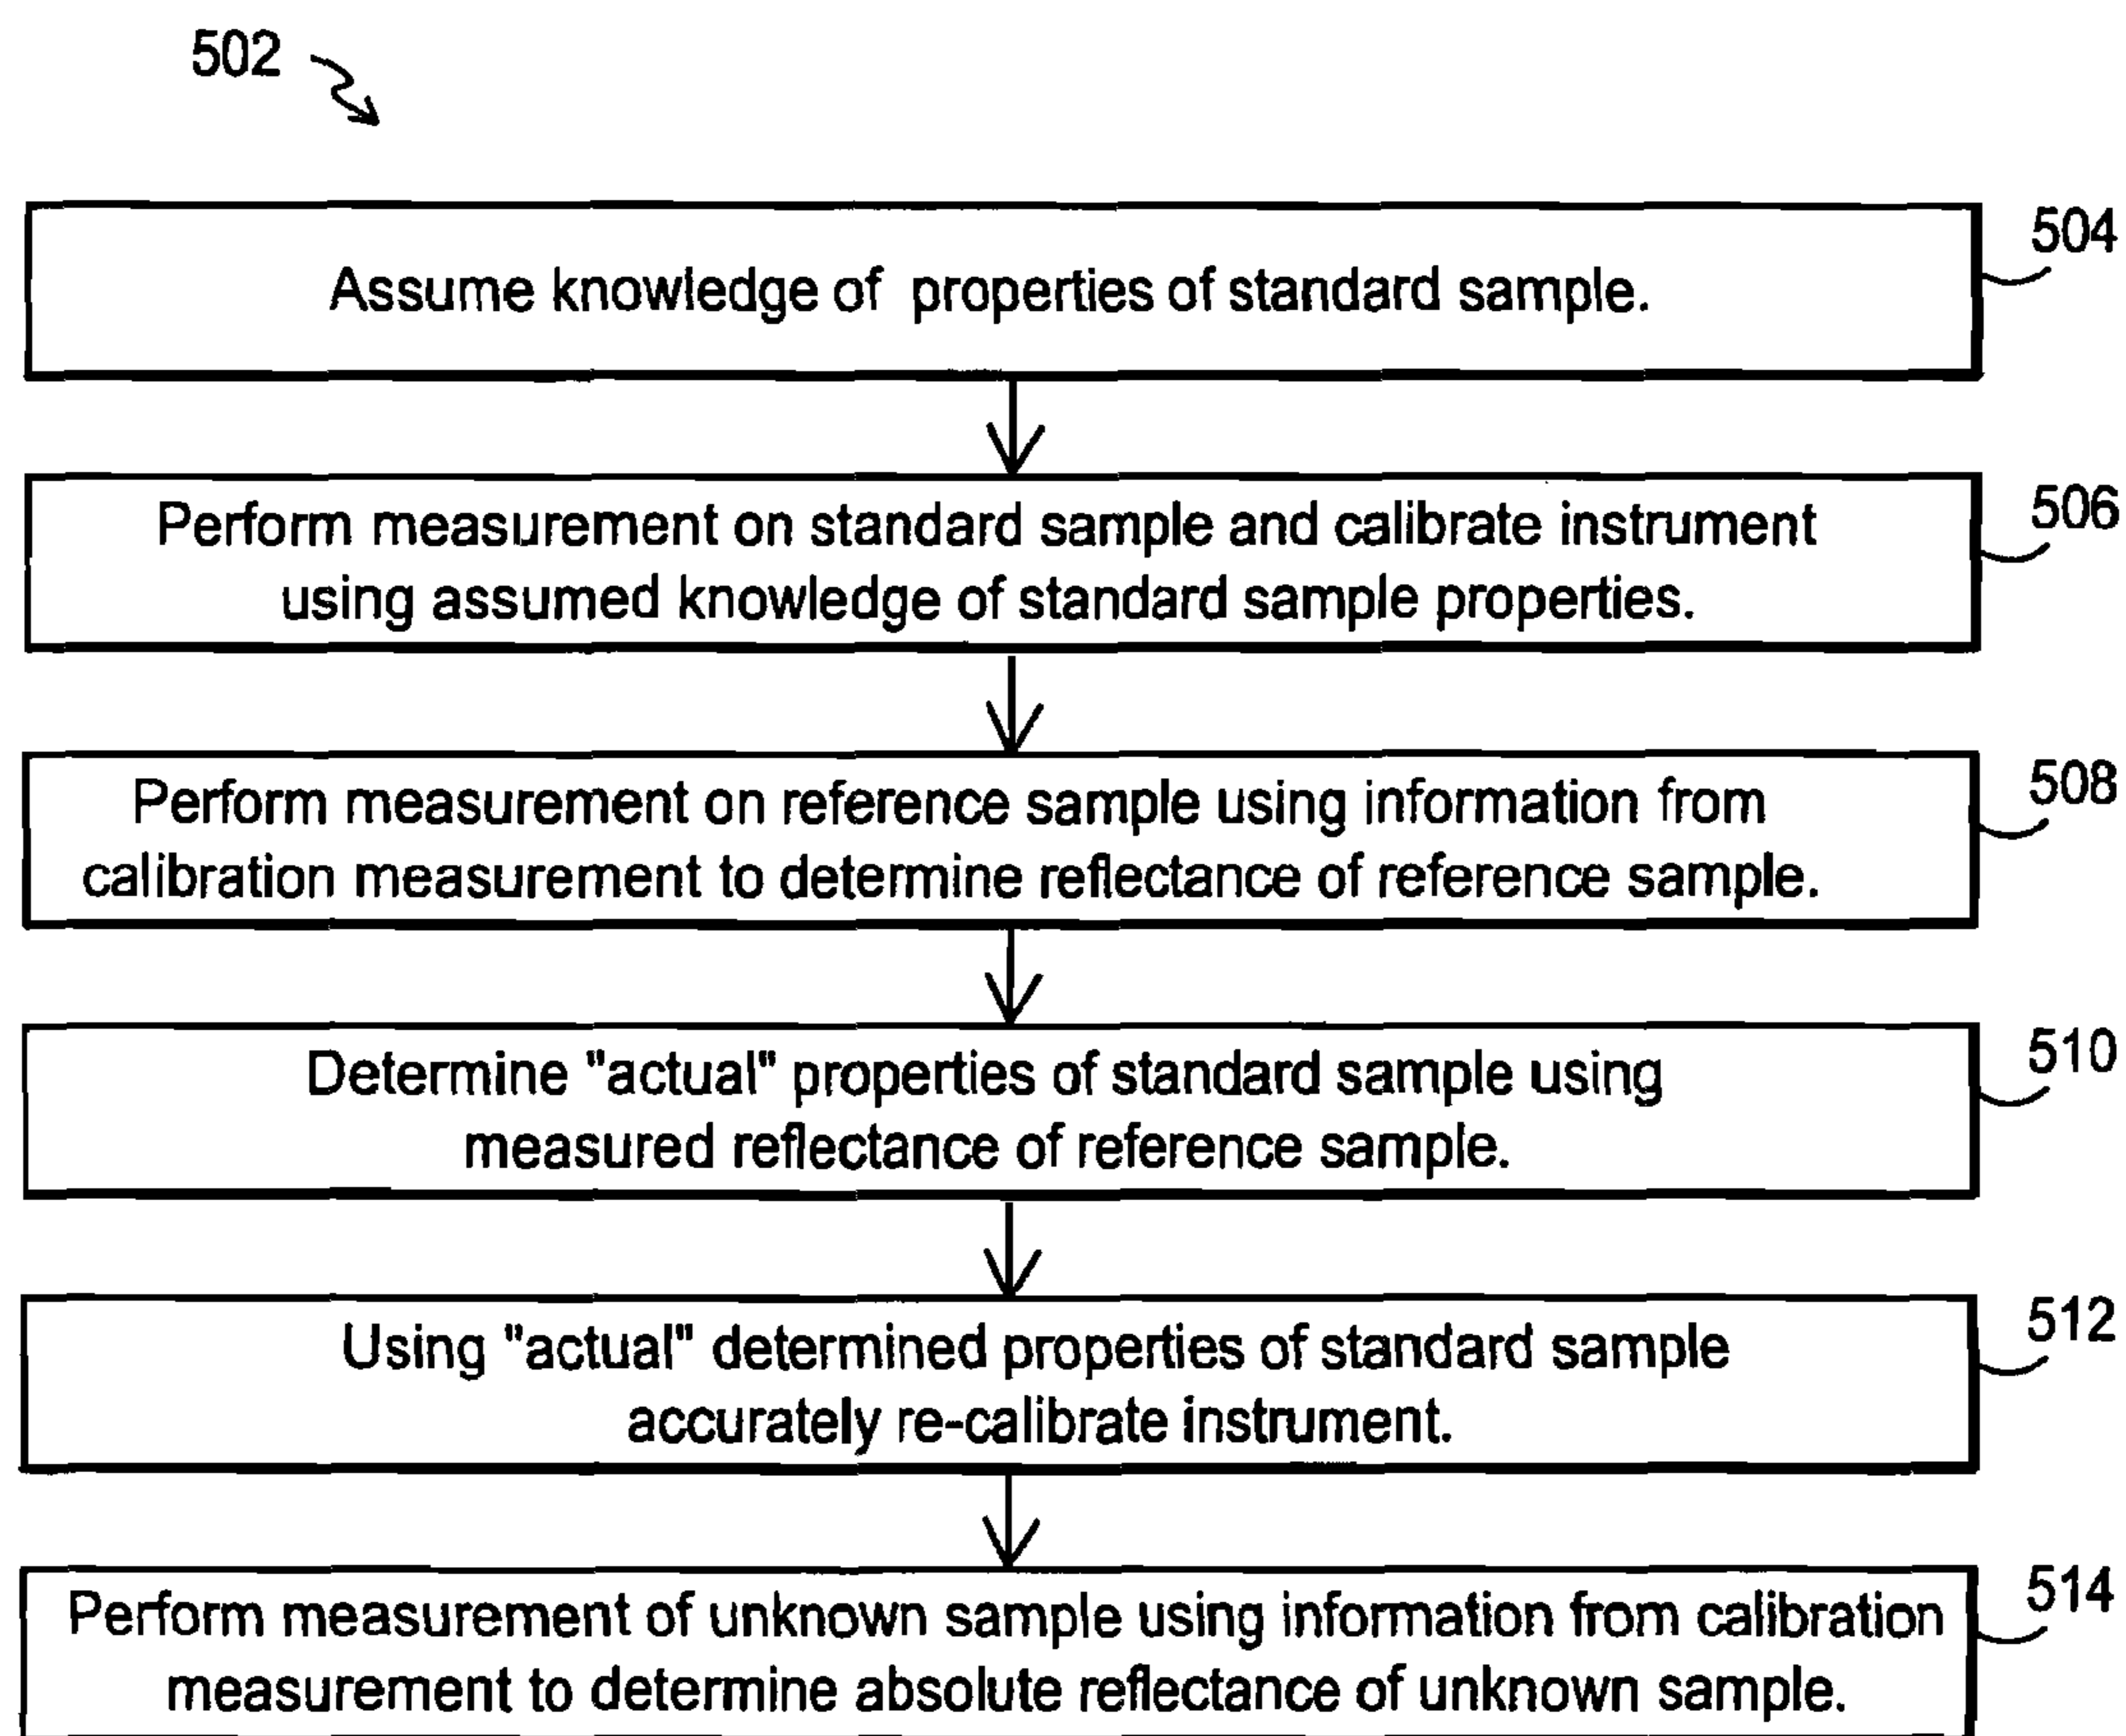 502
504
Assume knowledge of properties of standard sample.
506
Perform measurement on standard sample and calibrate instrument
using assumed knowledge of standard sample properties.
508
Perform measurement on reference sample using information from
calibration measurement to determine reflectance of reference sample.
510
Determine "actual" properties of standard sample using
measured reflectance of reference sample.
512
Using "actual" determined properties of standard sample
accurately re-calibrate instrument.
514
Perform measurement of unknown sample using information from calibration
measurement to determine absolute reflectance of unknown sample.